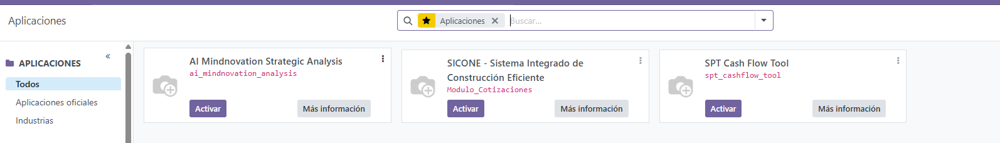 Aplicaciones
Aplicaciones
Buscar...
APLICACIONES
Todos
Aplicaciones oficiales
Industrias
AI Mindnovation Strategic Analysis
ai_mindnovation_analysis
Activar
Más información
SICONE - Sistema Integrado de
Construcción Eficiente
Modulo_Cotizaciones
Activar
Más información
SPT Cash Flow Tool
spt_cashflow_tool
Activar
Más información